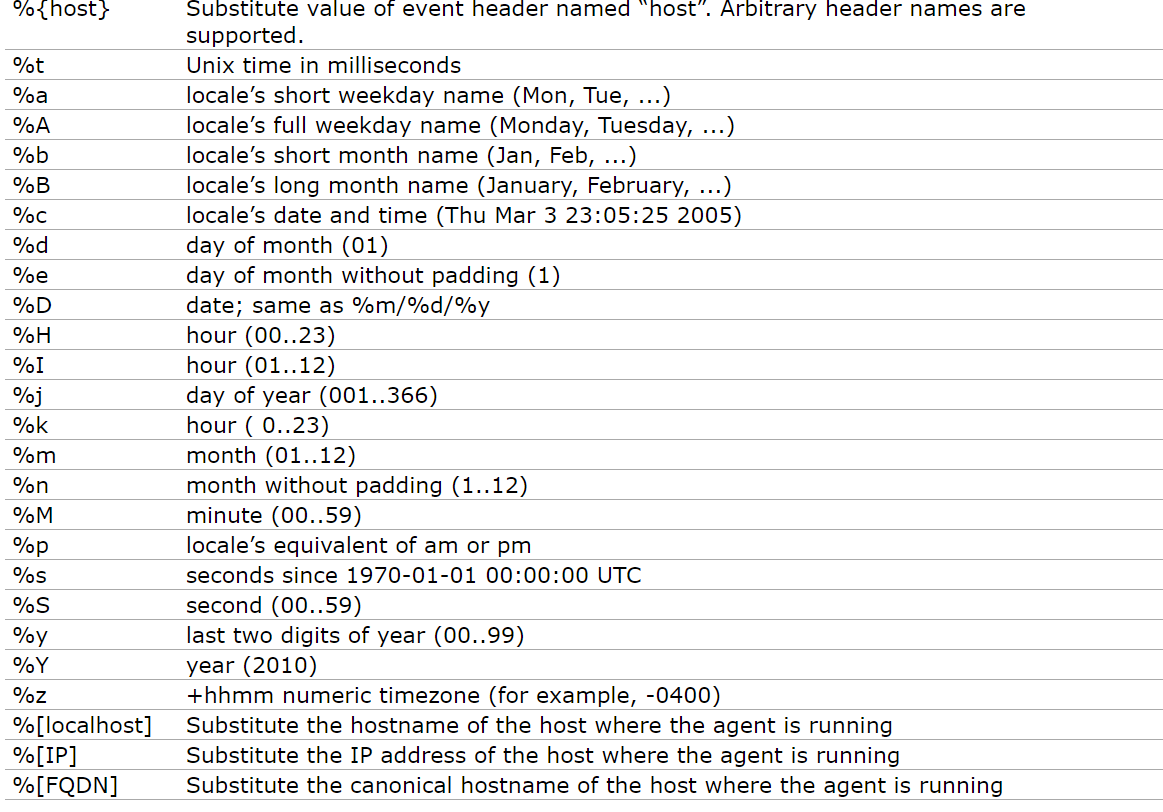 %{host} Substitute value of event header named “host”. Arbitrary header names are
supported.
%t Unix time in milliseconds
%a locale’s short weekday name (Mon, Tue, ...)
%A locale’s full weekday name (Monday, Tuesday, ...)
%b locale’s short month name (Jan, Feb, ...)
%B locale’s long month name (January, February, ...)
%c locale’s date and time (Thu Mar 3 23:05:25 2005)
%d day of month (01)
%e day of month without padding (1)
%D date; same as %m/%d/%y
%H hour (00..23)
%I hour (01..12)
%j day of year (001..366)
%k hour ( 0..23)
%m month (01..12)
%n month without padding (1..12)
%M minute (00..59)
%p locale’s equivalent of am or pm
%s seconds since 1970-01-01 00:00:00 UTC
%S second (00..59)
%y last two digits of year (00..99)
%Y year (2010)
%z +hhmm numeric timezone (for example, -0400)
%[localhost] Substitute the hostname of the host where the agent is running
%[IP] Substitute the IP address of the host where the agent is running
%[FQDN] Substitute the canonical hostname of the host where the agent is running